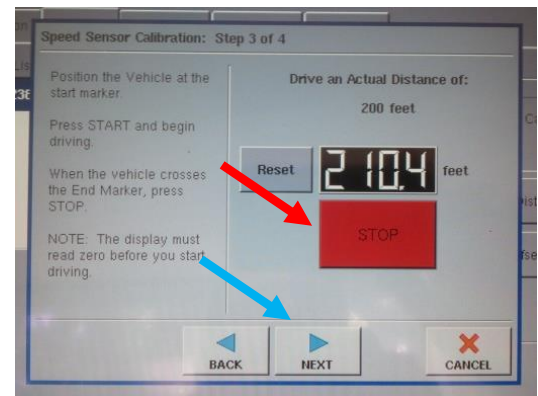 Speed Sensor Calibration: Step 3 of 4
Position the Vehicle at the
start marker.
Press START and begin
driving.
When the vehicle crosses
the End Marker, press
STOP.
NOTE: The display must
read zero before you start
driving.
Drive an Actual Distance of:
200 feet
Reset
210.4
feet
STOP
BACK
NEXT
CANCEL